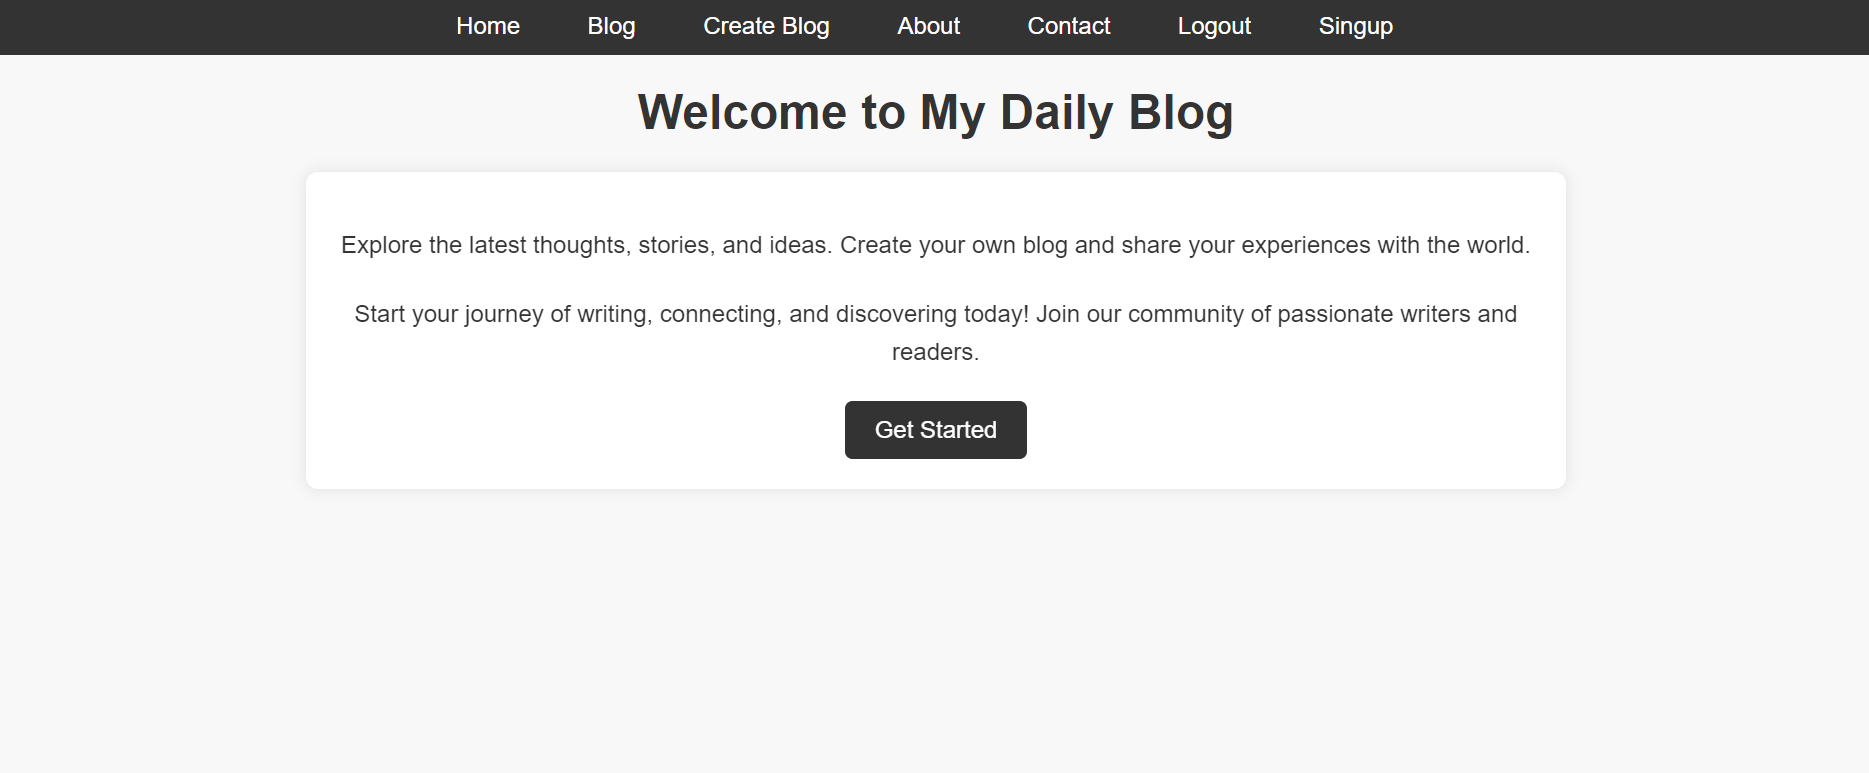 Home Blog Create Blog About Contact Logout Singup
Welcome to My Daily Blog
Explore the latest thoughts, stories, and ideas. Create your own blog and share your experiences with the world.
Start your journey of writing, connecting, and discovering today! Join our community of passionate writers and
readers.
Get Started